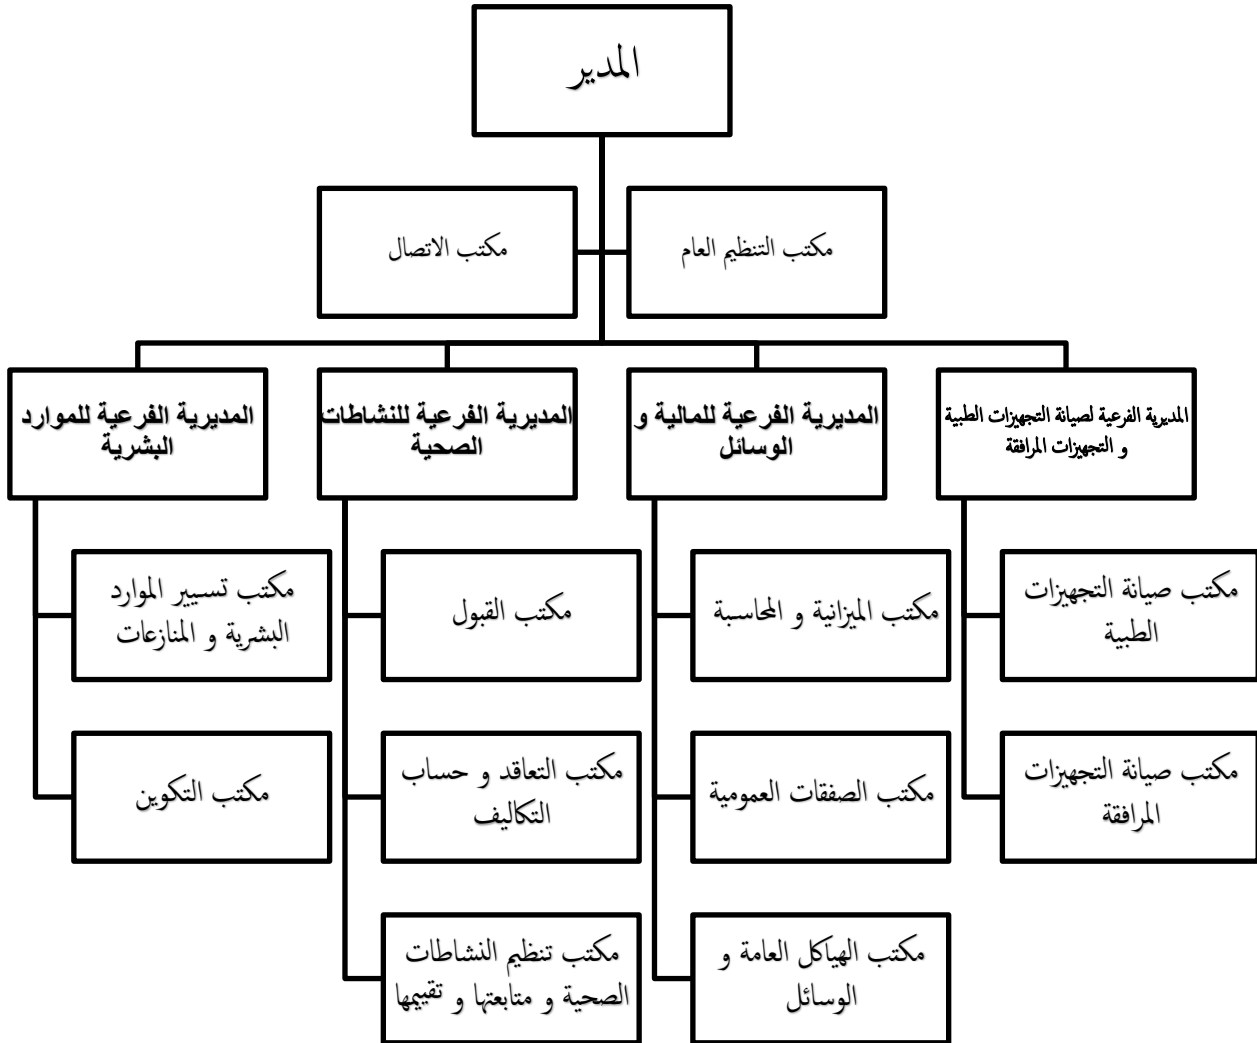 المدير
مكتب التنظيم العام
مكتب الاتصال
المديرية الفرعية لصيانة التجهيزات الطبية
و التجهيزات المرافقة
المديرية الفرعية للمالية و
الوسائل
المديرية الفرعية للنشاطات
الصحية
المديرية الفرعية للموارد
البشرية
مكتب صيانة التجهيزات
الطبية
مكتب الميزانية و المحاسبة
مكتب القبول
مكتب تسيير الموارد
البشرية و المنازعات
مكتب صيانة التجهيزات
المرافقة
مكتب الصفقات العمومية
مكتب التعاقد و حساب
التكاليف
مكتب التكوين
مكتب الهياكل العامة و
الوسائل
مكتب تنظيم النشاطات
الصحية و متابعتها و تقييمها